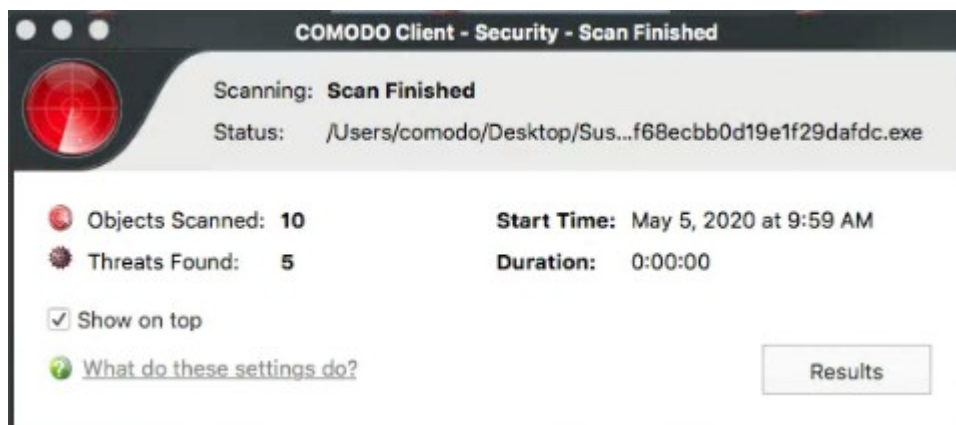 COMODO Client - Security - Scan Finished
Scanning: Scan Finished
Status: /Users/comodo/Desktop/Sus...f68ecbb0d19e1f29dafdc.exe
Objects Scanned: 10 Start Time: May 5, 2020 at 9:59 AM
Threats Found: 5 Duration: 0:00:00
Show on top
What do these settings do?
Results